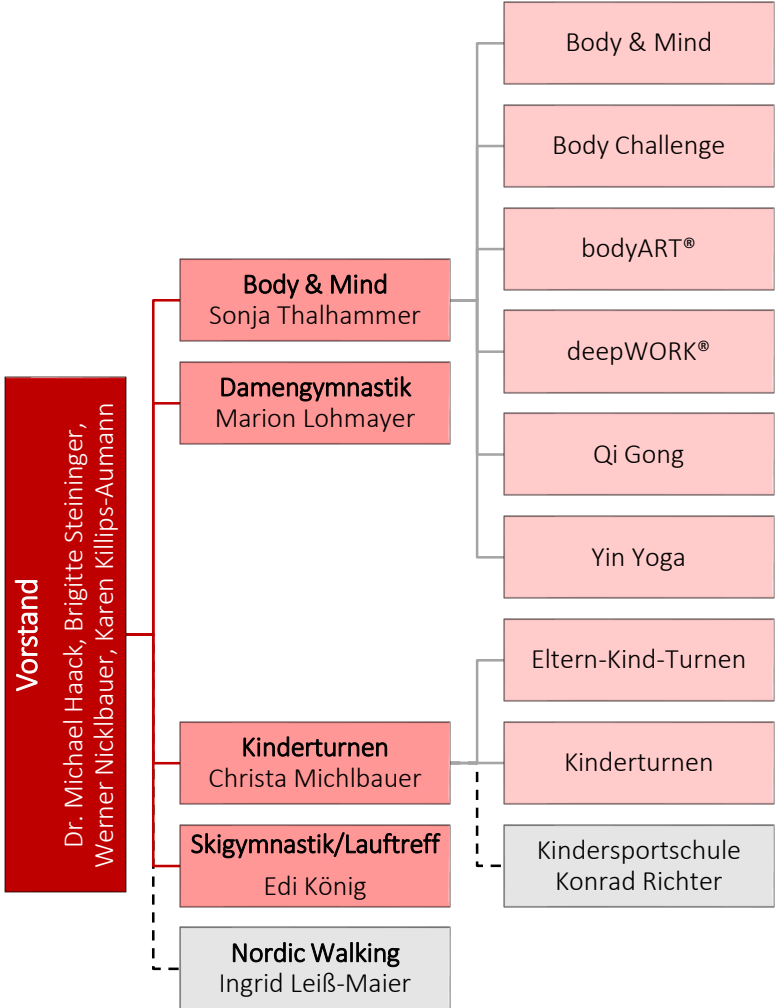 Vorstand
Dr. Michael Haack, Brigitte Steininger,
Werner Nicklbauer, Karen Killips-Aumann
Body & Mind
Sonja Thalhammer
Damengymnastik
Marion Lohmayer
Kinderturnen
Christa Michlbauer
Skigymnastik/Lauftreff
Edi König
Nordic Walking
Ingrid Leiß-Maier
Body & Mind
Body Challenge
bodyART®
deepWORK®
Qi Gong
Yin Yoga
Eltern-Kind-Turnen
Kinderturnen
Kindersportschule
Konrad Richter